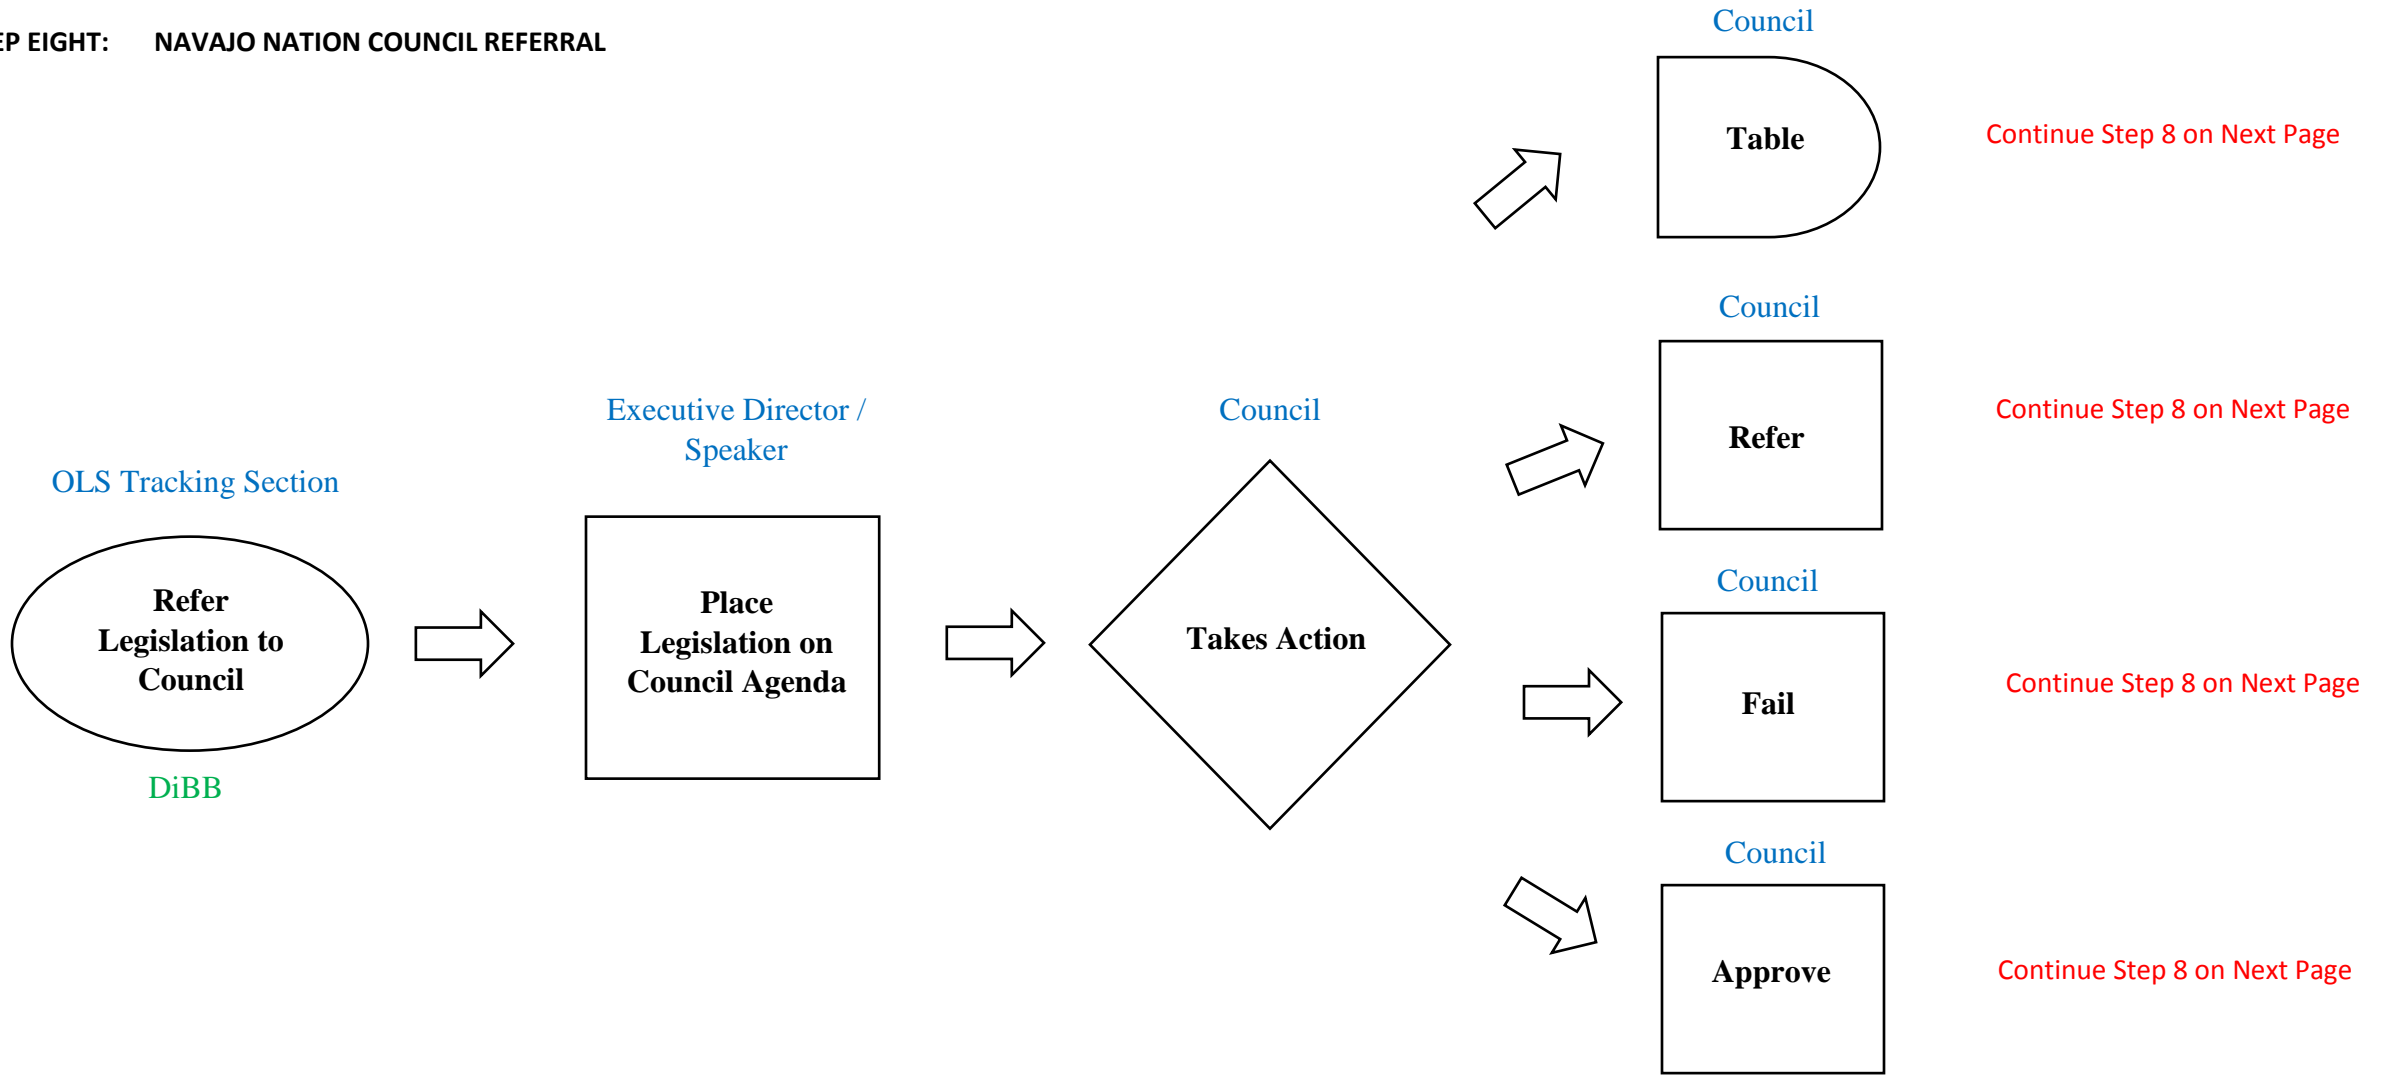 EP EIGHT: NAVAJO NATION COUNCIL REFERRAL
OLS Tracking Section
Refer
Legislation to
Council
DiBB
Executive Director /
Speaker
Place
Legislation on
Council Agenda
Council
Takes Action
Council
Table
Continue Step 8 on Next Page
Council
Refer
Continue Step 8 on Next Page
Council
Fail
Continue Step 8 on Next Page
Council
Approve
Continue Step 8 on Next Page